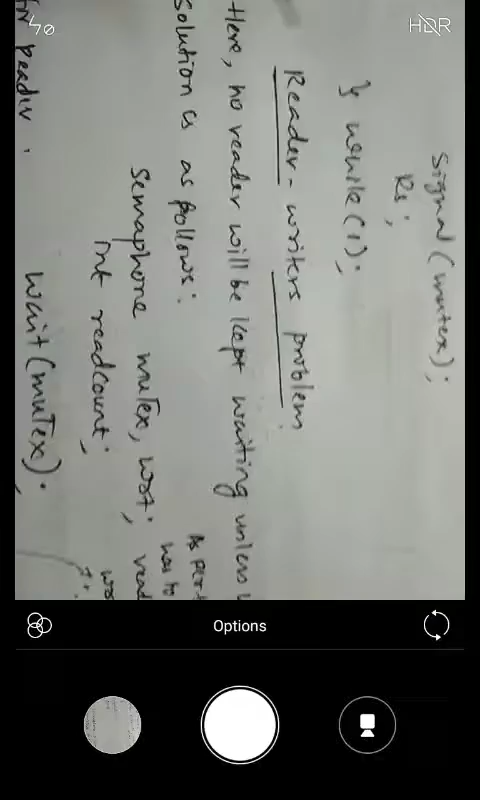 Signal(mutex);
Rs;
} while(1);
Reader-writers problem
Here, no reader will be kept waiting unless
Solution is as follows:
Semaphore mutex, wst;
int readcount;
wait(mutex);
HDR
Options